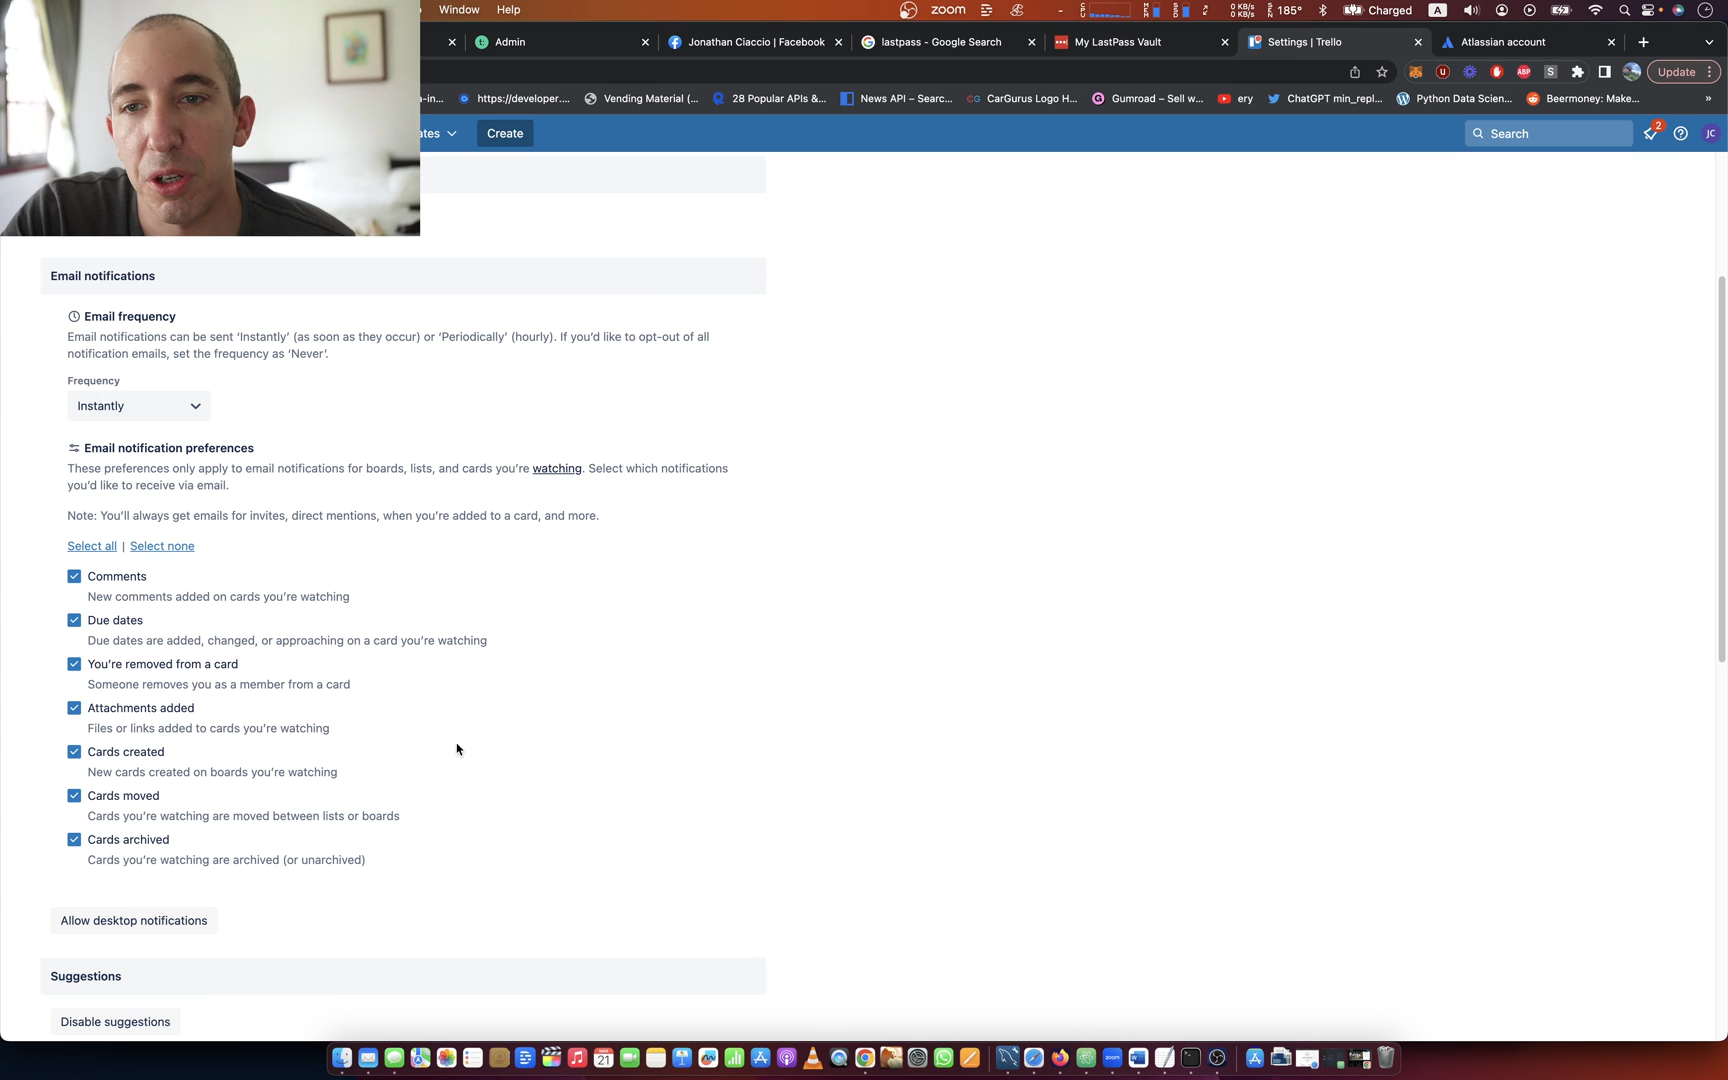 Window Help
zoom
0 KB/s
0 KB/s
185°
Charged
A
Admin
Jonathan Ciaccio | Facebook
lastpass - Google Search
My LastPass Vault
Settings | Trello
Atlassian account
ABP
S
Update
a-in...
https://developer....
Vending Material (...
28 Popular APIs &...
News API – Searc...
CarGurus Logo H...
Gumroad – Sell w...
ery
ChatGPT min_repl...
Python Data Scien...
Beermoney: Make...
»
ates
Create
Search
2
JC
Email notifications
Email frequency
Email notifications can be sent ‘Instantly’ (as soon as they occur) or ‘Periodically’ (hourly). If you’d like to opt-out of all
notification emails, set the frequency as ‘Never’.
Frequency
Instantly
Email notification preferences
These preferences only apply to email notifications for boards, lists, and cards you’re watching. Select which notifications
you’d like to receive via email.
Note: You’ll always get emails for invites, direct mentions, when you’re added to a card, and more.
Select all | Select none
Comments
New comments added on cards you’re watching
Due dates
Due dates are added, changed, or approaching on a card you’re watching
You’re removed from a card
Someone removes you as a member from a card
Attachments added
Files or links added to cards you’re watching
Cards created
New cards created on boards you’re watching
Cards moved
Cards you’re watching are moved between lists or boards
Cards archived
Cards you’re watching are archived (or unarchived)
Allow desktop notifications
Suggestions
Disable suggestions
21
zoom